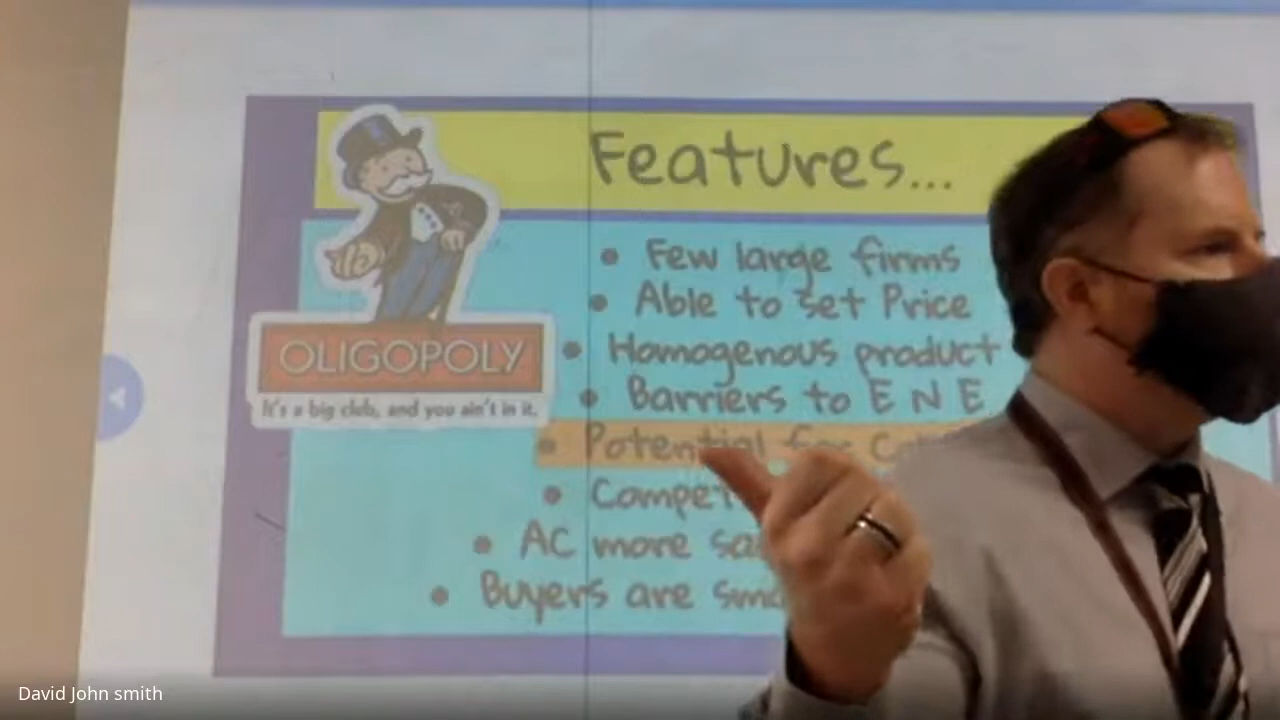 Features...
• Few large firms
• Able to set Price
• Homogenous product
• Barriers to E N E
• Potential for
•
• AC more
• Buyers are
OLIGOPOLY
It's a big club, and you ain't in it.
David John smith